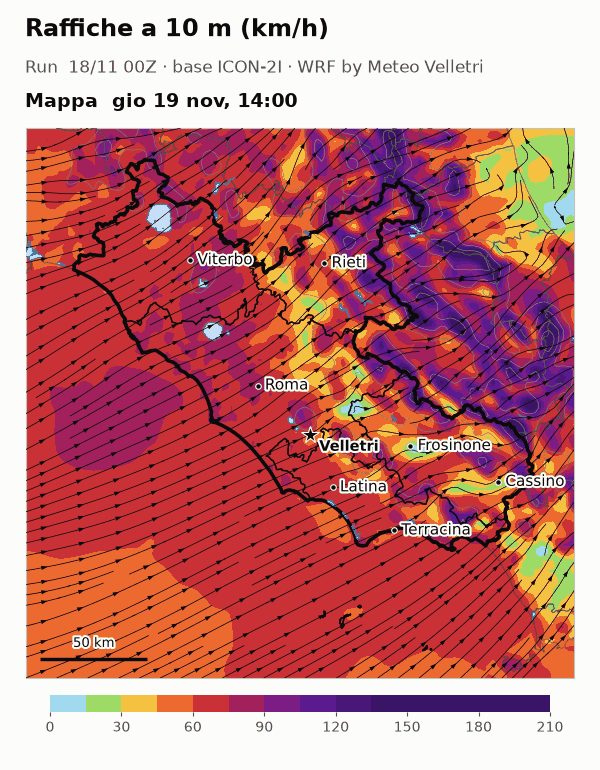 Raffiche a 10 m (km/h)
Run  18/11 00Z · base ICON-2I · WRF by Meteo Velletri
Mappa  gio 19 nov, 14:00
Viterbo
Rieti
Roma
Velletri
Frosinone
Cassino
Latina
Terracina
50 km
0 30 60 90 120 150 180 210